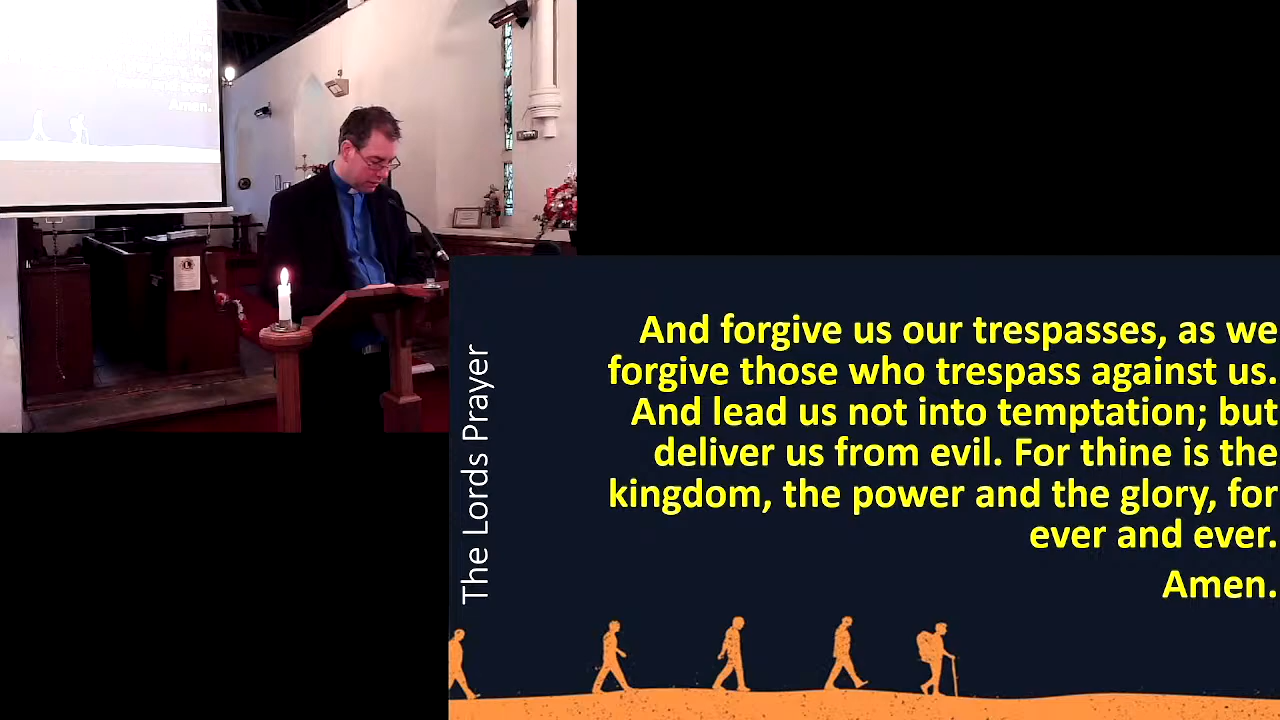 Amen.
The Lords Prayer
And forgive us our trespasses, as we
forgive those who trespass against us.
And lead us not into temptation; but
deliver us from evil. For thine is the
kingdom, the power and the glory, for
ever and ever.
Amen.